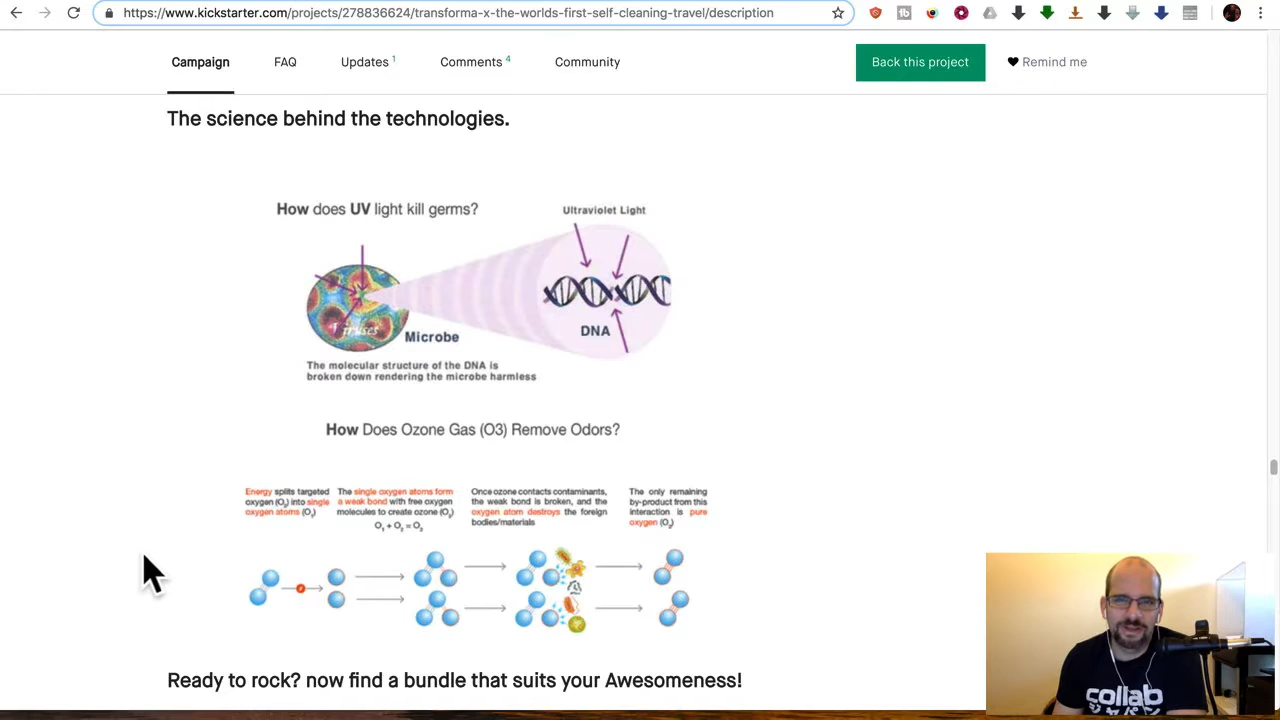 https://www.kickstarter.com/projects/278836624/transforma-x-the-worlds-first-self-cleaning-travel/description
Campaign FAQ Updates 1 Comments 4 Community Back this project Remind me
The science behind the technologies.
How does UV light kill germs?
Ultraviolet Light
Viruses
Microbe
DNA
The molecular structure of the DNA is
broken down rendering the microbe harmless
How Does Ozone Gas (O3) Remove Odors?
Energy splits targeted
oxygen (O2) into single
oxygen atoms (O1)
The single oxygen atoms form
a weak bond with free oxygen
molecules to create ozone (O3)
O1 + O2 = O3
Once ozone contacts contaminants,
the weak bond is broken, and the
oxygen atom destroys the foreign
bodies/materials
The only remaining
by-product from this
interaction is pure
oxygen (O2)
Ready to rock? now find a bundle that suits your Awesomeness!
collab
ジャパン